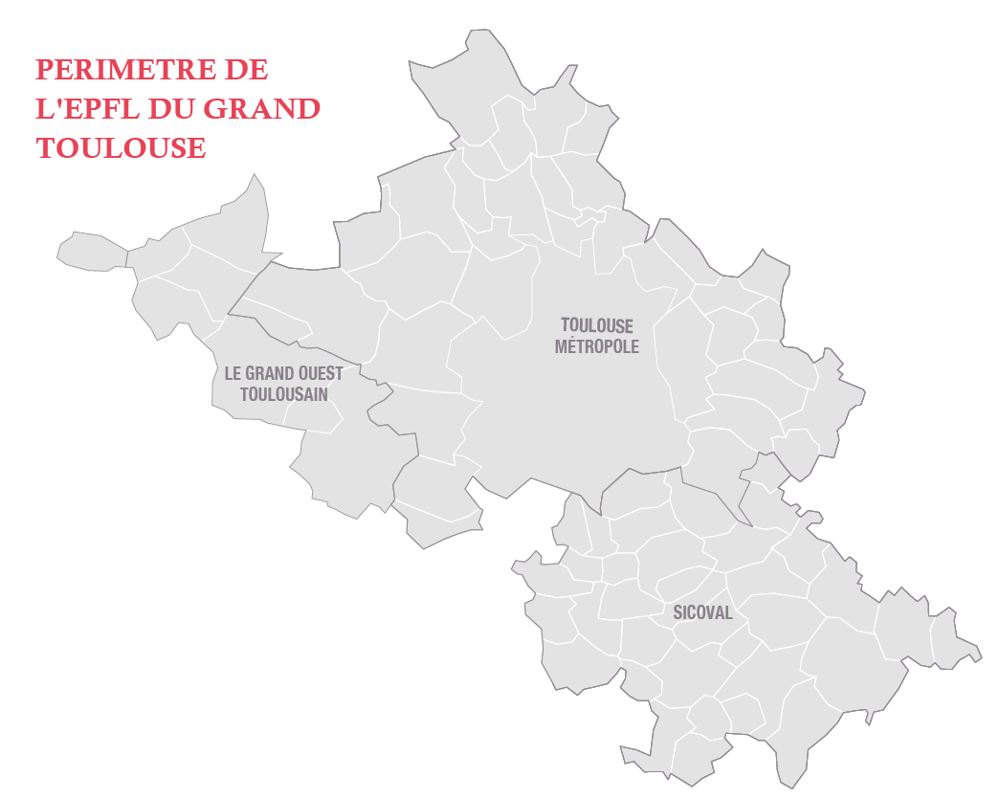 PERIMETRE DE
L'EPFL DU GRAND
TOULOUSE
TOULOUSE
MÉTROPOLE
LE GRAND OUEST
TOULOUSAIN
SICOVAL